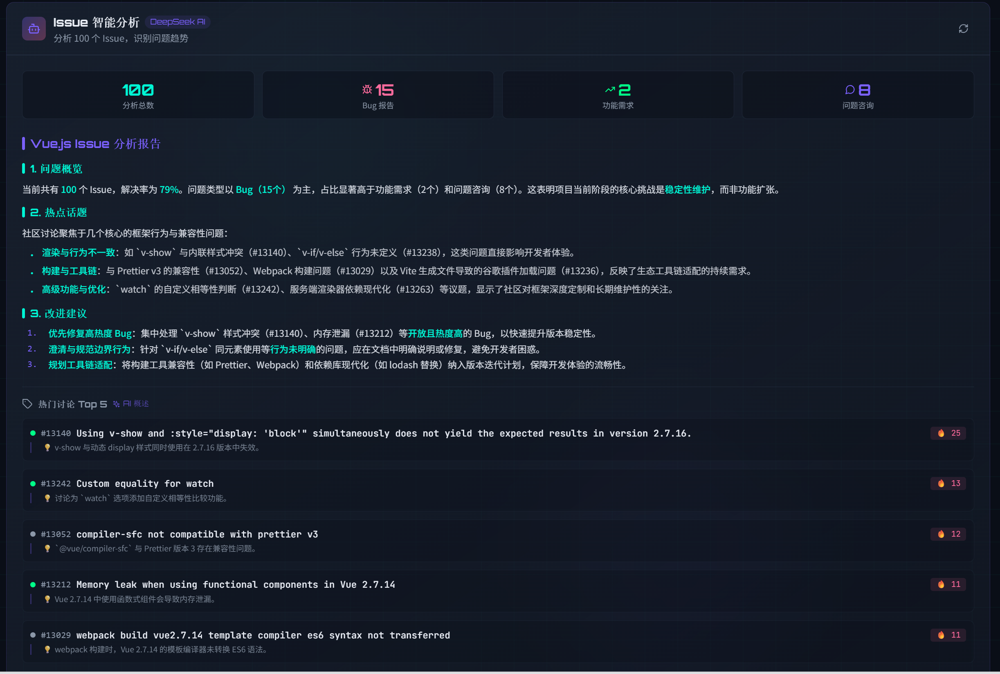 Issue 智能分析 DeepSeek AI
分析 100 个 Issue，识别问题趋势
100
分析总数
15
Bug 报告
2
功能需求
8
问题咨询
Vue.js Issue 分析报告
1. 问题概览
当前共有 100 个 Issue，解决率为 79%。问题类型以 Bug（15个） 为主，占比显著高于功能需求（2个）和问题咨询（8个）。这表明项目当前阶段的核心挑战是稳定性维护，而非功能扩张。
2. 热点话题
社区讨论聚焦于几个核心的框架行为与兼容性问题：
• 渲染与行为不一致：如 `v-show` 与内联样式冲突（#13140）、`v-if/v-else` 行为未定义（#13238），这类问题直接影响开发者体验。
• 构建与工具链：与 Prettier v3 的兼容性（#13052）、Webpack 构建问题（#13029）以及 Vite 生成文件导致的谷歌插件加载问题（#13236），反映了生态工具链适配的持续需求。
• 高级功能与优化：`watch` 的自定义相等性判断（#13242）、服务端渲染器依赖现代化（#13263）等议题，显示了社区对框架深度定制和长期维护性的关注。
3. 改进建议
1. 优先修复高热度 Bug：集中处理 `v-show` 样式冲突（#13140）、内存泄漏（#13212）等开放且热度高的 Bug，以快速提升版本稳定性。
2. 澄清与规范边界行为：针对 `v-if/v-else` 同元素使用等行为未明确的问题，应在文档中明确说明或修复，避免开发者困惑。
3. 规划工具链适配：将构建工具兼容性（如 Prettier、Webpack）和依赖库现代化（如 lodash 替换）纳入版本迭代计划，保障开发体验的流畅性。
热门讨论 Top 5 AI 概述
#13140 Using v-show and :style="display: 'block'" simultaneously does not yield the expected results in version 2.7.16. 🔥 25
💡 v-show 与动态 display 样式同时使用在 2.7.16 版本中失效。
#13242 Custom equality for watch 🔥 13
💡 讨论为 `watch` 选项添加自定义相等性比较功能。
#13052 compiler-sfc not compatible with prettier v3 🔥 12
💡 `@vue/compiler-sfc` 与 Prettier 版本 3 存在兼容性问题。
#13212 Memory leak when using functional components in Vue 2.7.14 🔥 11
💡 Vue 2.7.14 中使用函数式组件会导致内存泄漏。
#13029 webpack build vue2.7.14 template compiler es6 syntax not transferred 🔥 11
💡 webpack 构建时，Vue 2.7.14 的模板编译器未转换 ES6 语法。